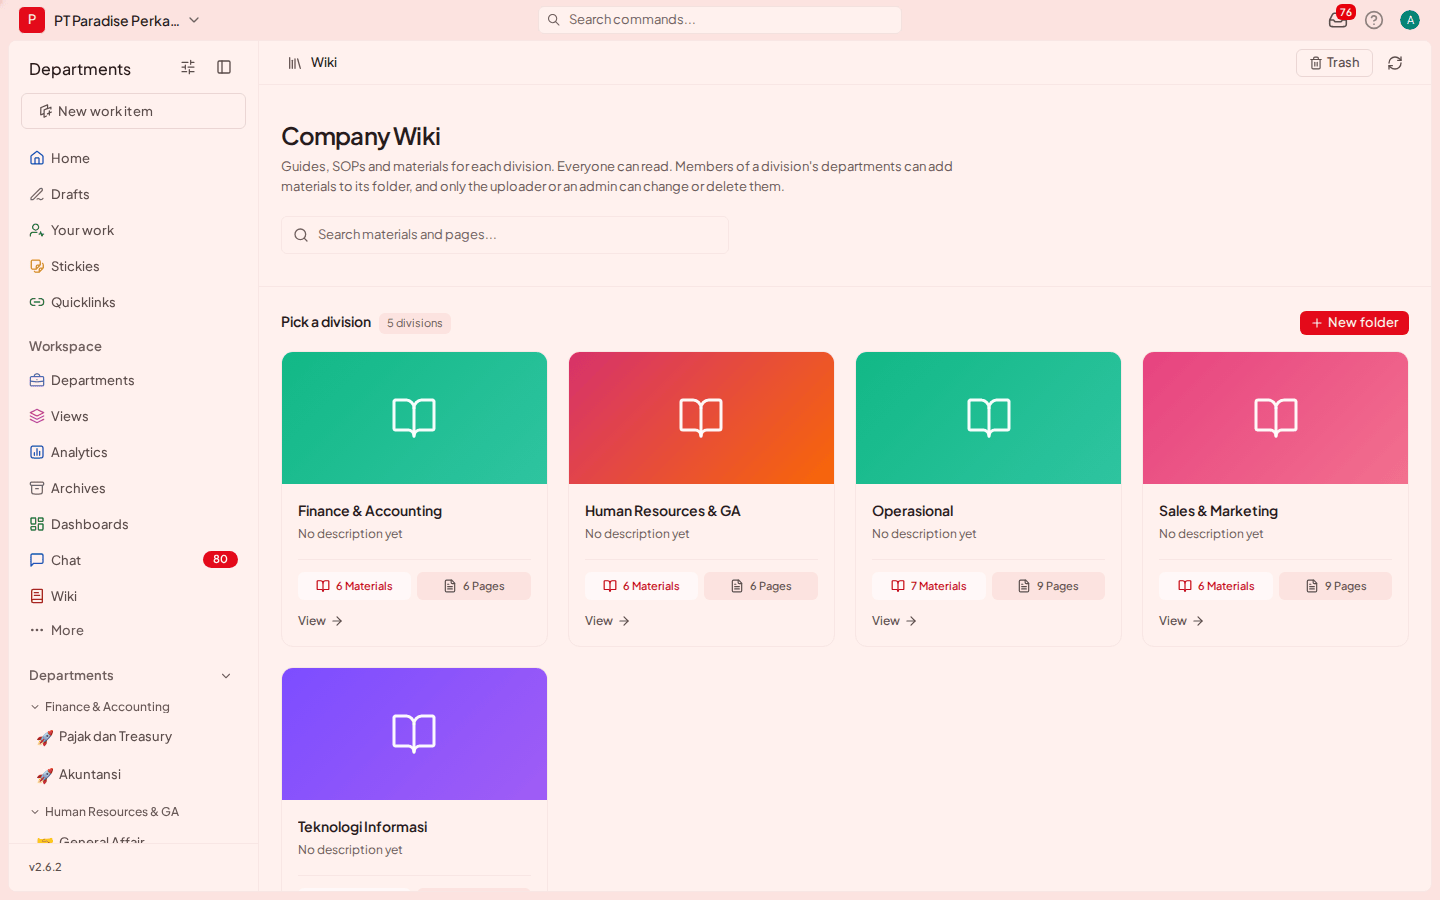 P
PT Paradise Perka...
Search commands...
76
A
Departments
New work item
Home
Drafts
Your work
Stickies
Quicklinks
Workspace
Departments
Views
Analytics
Archives
Dashboards
Chat
80
Wiki
More
Departments
Finance & Accounting
Pajak dan Treasury
Akuntansi
Human Resources & GA
General Affair
v2.6.2
Wiki
Trash
Company Wiki
Guides, SOPs and materials for each division. Everyone can read. Members of a division's departments can add
materials to its folder, and only the uploader or an admin can change or delete them.
Search materials and pages...
Pick a division
5 divisions
New folder
Finance & Accounting
No description yet
6 Materials
6 Pages
View
Human Resources & GA
No description yet
6 Materials
6 Pages
View
Operasional
No description yet
7 Materials
9 Pages
View
Sales & Marketing
No description yet
6 Materials
9 Pages
View
Teknologi Informasi
No description yet